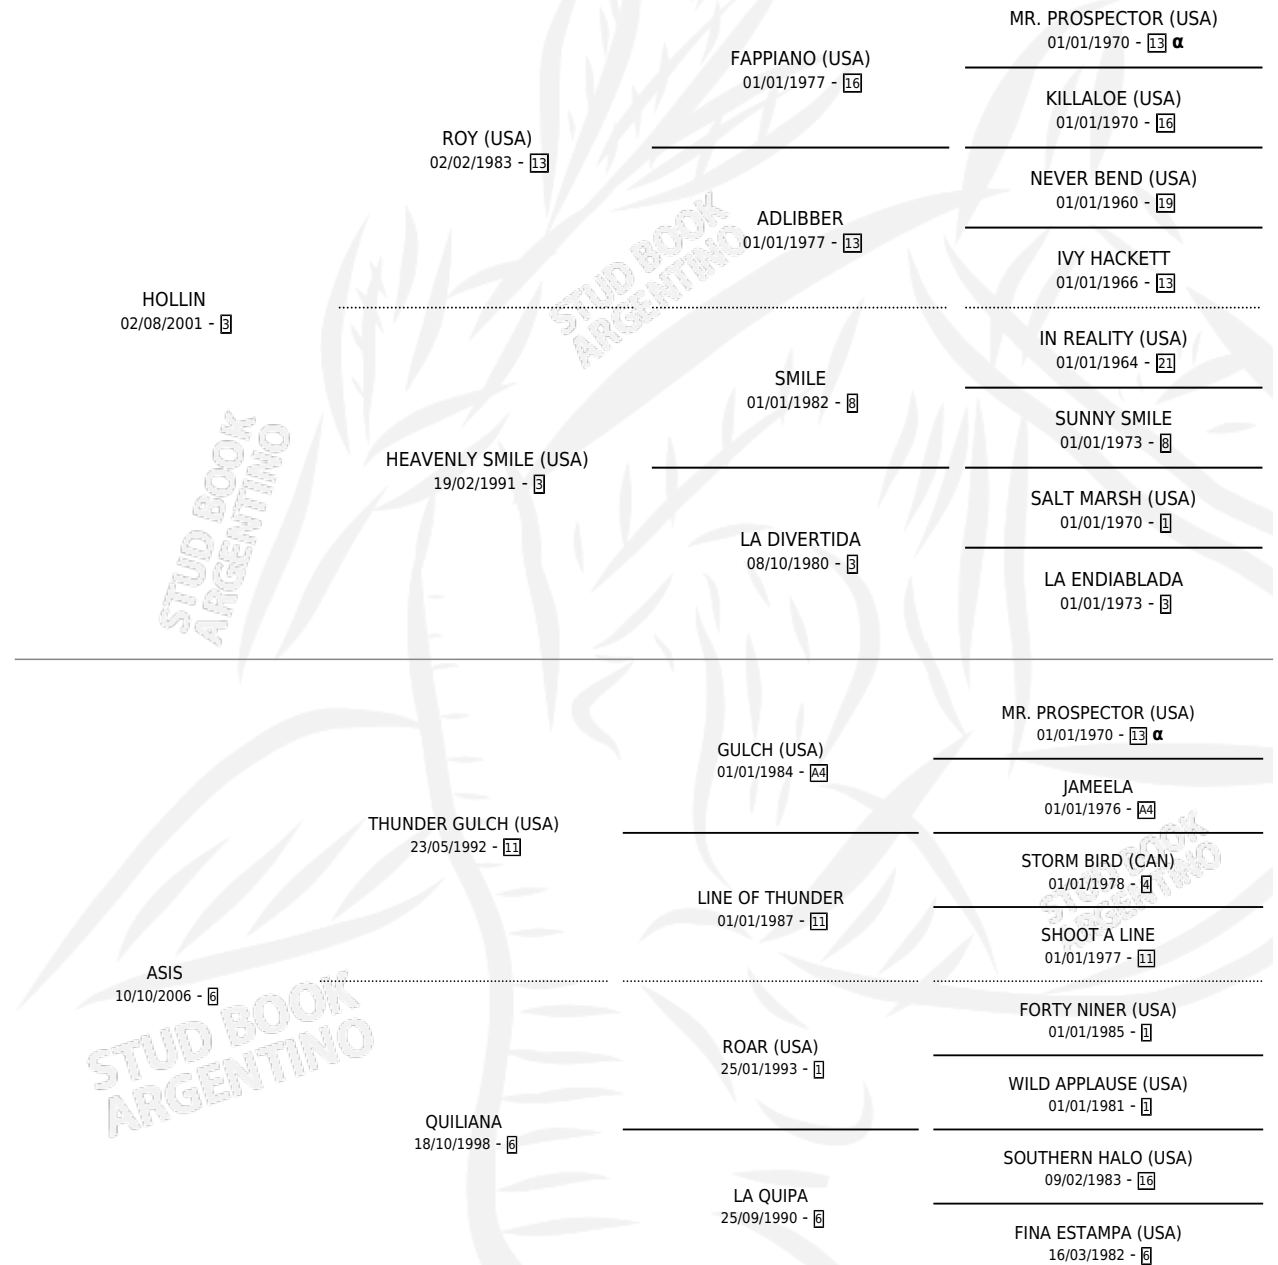 MR. PROSPECTOR (USA)
01/01/1970 - 13 α
FAPPIANO (USA)
01/01/1977 - 16
KILLALOE (USA)
01/01/1970 - 16
ROY (USA)
02/02/1983 - 13
NEVER BEND (USA)
01/01/1960 - 19
ADLIBBER
01/01/1977 - 13
IVY HACKETT
01/01/1966 - 13
HOLLIN
02/08/2001 - 3
IN REALITY (USA)
01/01/1964 - 21
SMILE
01/01/1982 - 8
SUNNY SMILE
01/01/1973 - 8
HEAVENLY SMILE (USA)
19/02/1991 - 3
SALT MARSH (USA)
01/01/1970 - 1
LA DIVERTIDA
08/10/1980 - 3
LA ENDIABLADA
01/01/1973 - 3
MR. PROSPECTOR (USA)
01/01/1970 - 13 α
GULCH (USA)
01/01/1984 - A4
JAMEELA
01/01/1976 - A4
THUNDER GULCH (USA)
23/05/1992 - 11
STORM BIRD (CAN)
01/01/1978 - 4
LINE OF THUNDER
01/01/1987 - 11
SHOOT A LINE
01/01/1977 - 11
ASIS
10/10/2006 - 6
FORTY NINER (USA)
01/01/1985 - 1
ROAR (USA)
25/01/1993 - 1
WILD APPLAUSE (USA)
01/01/1981 - 1
QUILIANA
18/10/1998 - 6
SOUTHERN HALO (USA)
09/02/1983 - 16
LA QUIPA
25/09/1990 - 6
FINA ESTAMPA (USA)
16/03/1982 - 6
STUD BOOK
ARGENTINO
STUD BOOK
ARGENTINO
STUD BOOK
ARGENTINO
STUD BOOK
ARGENTINO